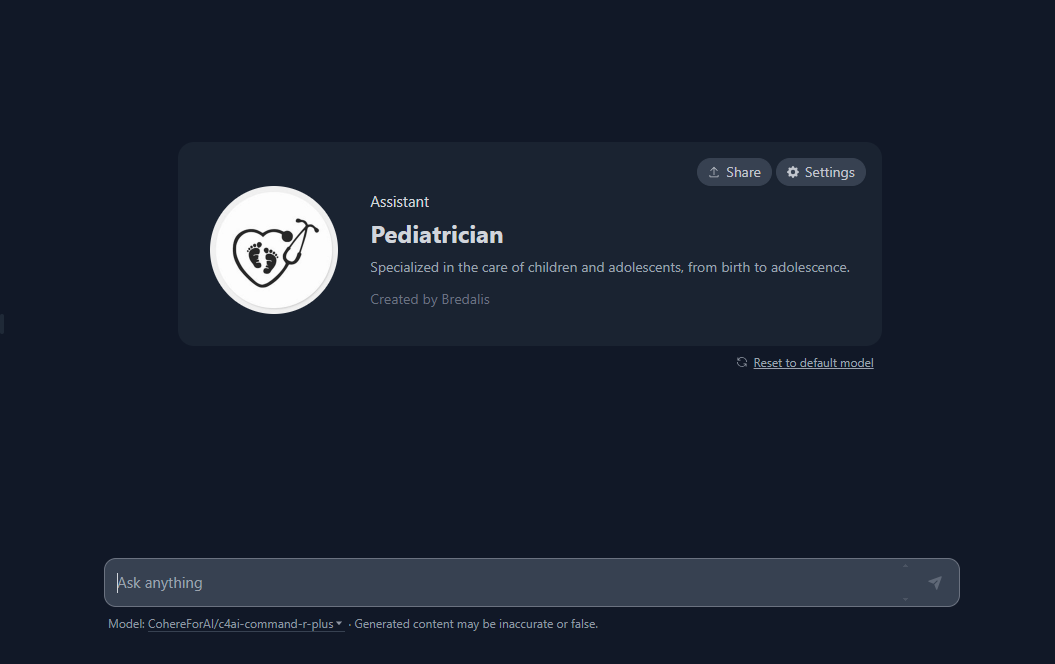 Share
Settings
Assistant
Pediatrician
Specialized in the care of children and adolescents, from birth to adolescence.
Created by Bredalis
Reset to default model
Ask anything
Model: CohereForAI/c4ai-command-r-plus · Generated content may be inaccurate or false.